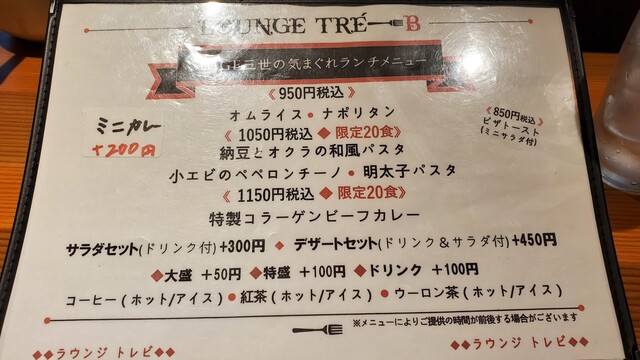 LOUNGE TRÉ B
GE三世の気まぐれランチメニュー
《 950円税込 》
オムライス • ナポリタン
《 1050円税込 ◆ 限定20食》
納豆とオクラの和風パスタ
小エビのペペロンチーノ • 明太子パスタ
《 1150円税込 ◆ 限定20食》
特製コラーゲンビーフカレー
ミニカレー
+200円
《 850円税込 》
ピザトースト
(ミニサラダ付)
サラダセット(ドリンク付)+300円 ◆ デザートセット(ドリンク&サラダ付)+450円
◆大盛 +50円 ◆特盛 +100円 ◆ドリンク +100円
コーヒー ( ホット/アイス ) • 紅茶 ( ホット/アイス ) • ウーロン茶 ( ホット/アイス )
※メニューによりご提供の時間が前後する場合がございます
◆◆ラウンジ トレビ◆◆ ◆◆ラウンジ トレビ◆◆